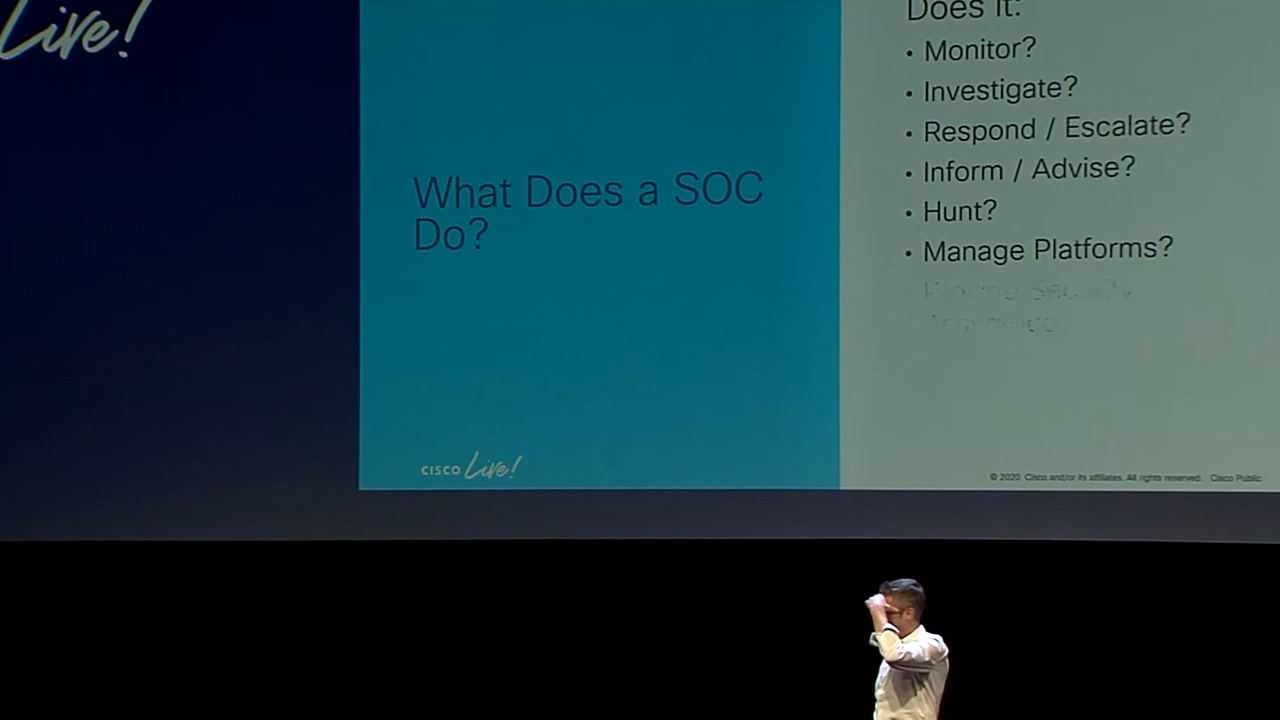 Live!
What Does a SOC
Do?
CISCO Live!
Does it:
• Monitor?
• Investigate?
• Respond / Escalate?
• Inform / Advise?
• Hunt?
• Manage Platforms?
Security
© 2020 Cisco and/or its affiliates. All rights reserved. Cisco Public